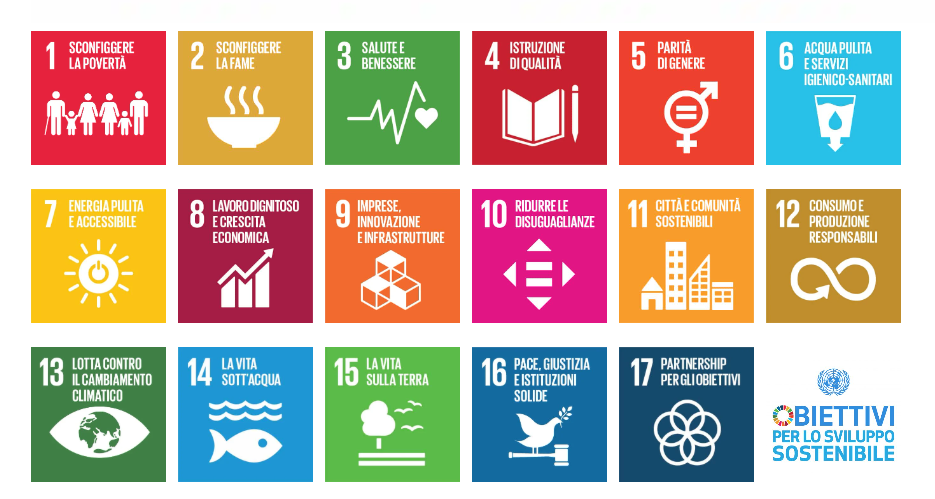 1 SCONFIGGERE
LA POVERTÀ
2 SCONFIGGERE
LA FAME
3 SALUTE E
BENESSERE
4 ISTRUZIONE
DI QUALITÀ
5 PARITÀ
DI GENERE
6 ACQUA PULITA
E SERVIZI
IGIENICO-SANITARI
7 ENERGIA PULITA
E ACCESSIBILE
8 LAVORO DIGNITOSO
E CRESCITA
ECONOMICA
9 IMPRESE,
INNOVAZIONE
E INFRASTRUTTURE
10 RIDURRE LE
DISUGUAGLIANZE
11 CITTÀ E COMUNITÀ
SOSTENIBILI
12 CONSUMO E
PRODUZIONE
RESPONSABILI
13 LOTTA CONTRO
IL CAMBIAMENTO
CLIMATICO
14 LA VITA
SOTT'ACQUA
15 LA VITA
SULLA TERRA
16 PACE, GIUSTIZIA
E ISTITUZIONI
SOLIDE
17 PARTNERSHIP
PER GLI OBIETTIVI
OBIETTIVI
PER LO SVILUPPO
SOSTENIBILE